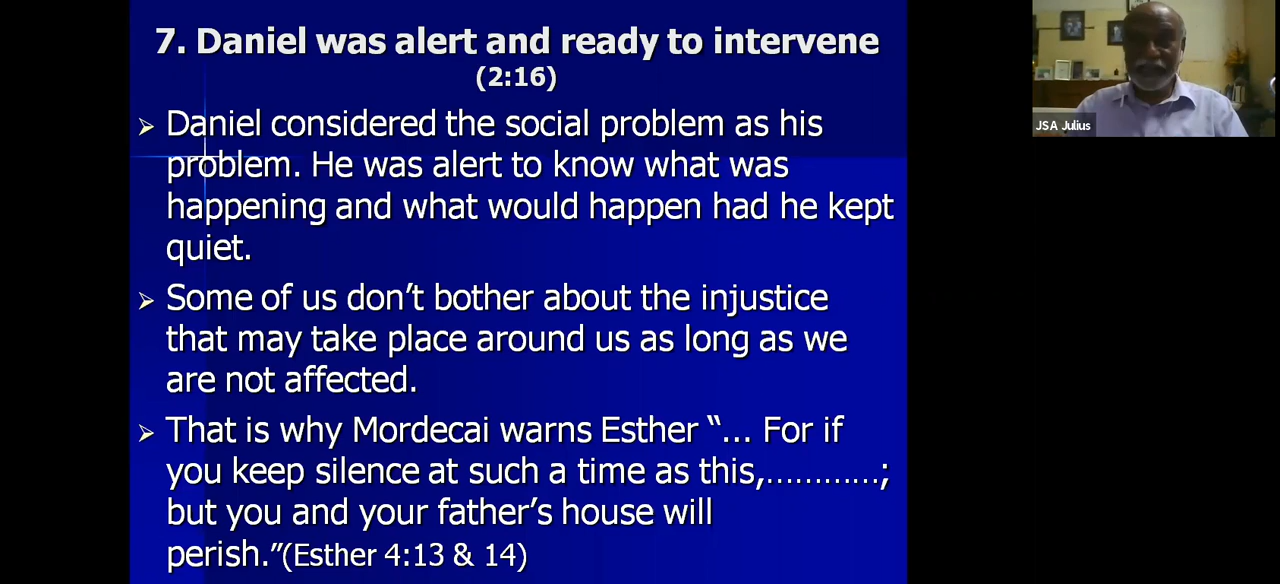 7. Daniel was alert and ready to intervene
(2:16)
➢ Daniel considered the social problem as his
problem. He was alert to know what was
happening and what would happen had he kept
quiet.
➢ Some of us don’t bother about the injustice
that may take place around us as long as we
are not affected.
➢ That is why Mordecai warns Esther “... For if
you keep silence at such a time as this,............;
but you and your father’s house will
perish.”(Esther 4:13 & 14)
JSA Julius